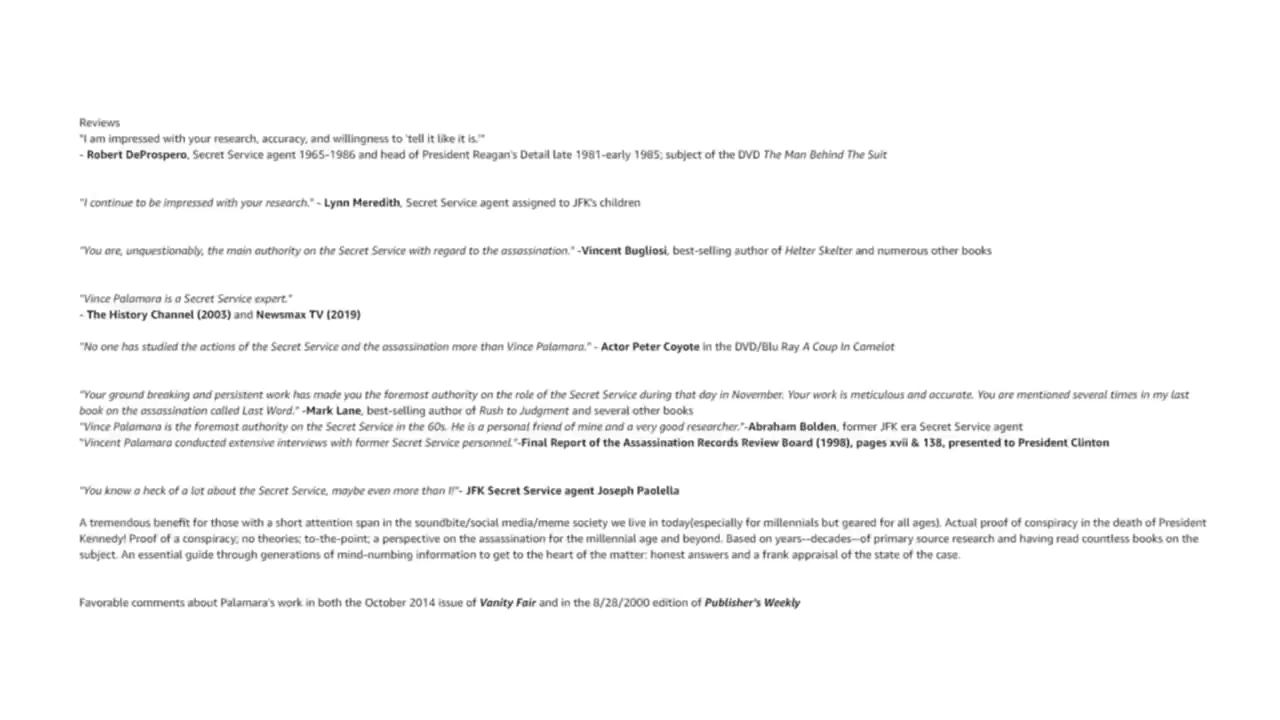 Reviews
"I am impressed with your research, accuracy, and willingness to 'tell it like it is.'"
- Robert DeProspero, Secret Service agent 1965-1986 and head of President Reagan's Detail late 1981-early 1985; subject of the DVD The Man Behind The Suit
"I continue to be impressed with your research." - Lynn Meredith, Secret Service agent assigned to JFK's children
"You are, unquestionably, the main authority on the Secret Service with regard to the assassination." -Vincent Bugliosi, best-selling author of Helter Skelter and numerous other books
"Vince Palamara is a Secret Service expert."
- The History Channel (2003) and Newsmax TV (2019)
"No one has studied the actions of the Secret Service and the assassination more than Vince Palamara." - Actor Peter Coyote in the DVD/Blu Ray A Coup In Camelot
"Your ground breaking and persistent work has made you the foremost authority on the role of the Secret Service during that day in November. Your work is meticulous and accurate. You are mentioned several times in my last
book on the assassination called Last Word." -Mark Lane, best-selling author of Rush to Judgment and several other books
"Vince Palamara is the foremost authority on the Secret Service in the 60s. He is a personal friend of mine and a very good researcher."-Abraham Bolden, former JFK era Secret Service agent
"Vincent Palamara conducted extensive interviews with former Secret Service personnel."-Final Report of the Assassination Records Review Board (1998), pages xvii & 138, presented to President Clinton
"You know a heck of a lot about the Secret Service, maybe even more than I!"- JFK Secret Service agent Joseph Paolella
A tremendous benefit for those with a short attention span in the soundbite/social media/meme society we live in today(especially for millennials but geared for all ages). Actual proof of conspiracy in the death of President
Kennedy! Proof of a conspiracy; no theories; to-the-point; a perspective on the assassination for the millennial age and beyond. Based on years--decades--of primary source research and having read countless books on the
subject. An essential guide through generations of mind-numbing information to get to the heart of the matter: honest answers and a frank appraisal of the state of the case.
Favorable comments about Palamara's work in both the October 2014 issue of Vanity Fair and in the 8/28/2000 edition of Publisher's Weekly